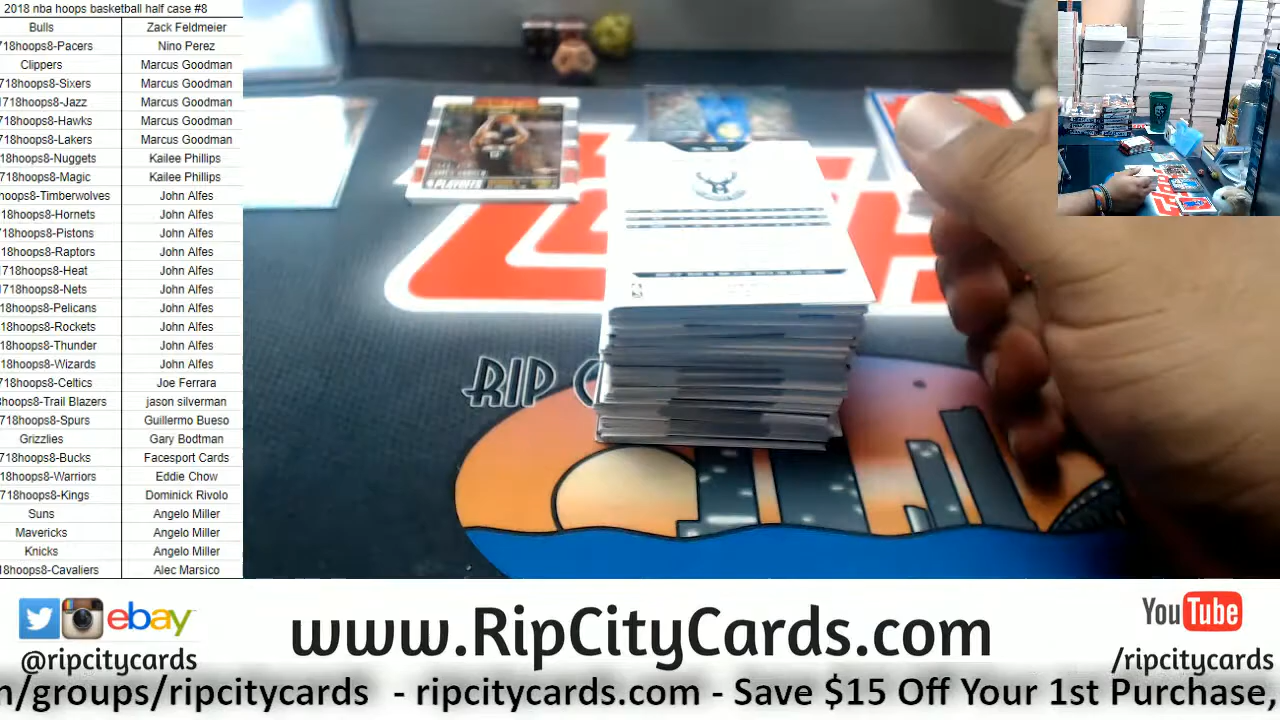 2018 nba hoops basketball half case #8
Bulls Zack Feldmeier
718hoops8-Pacers Nino Perez
Clippers Marcus Goodman
718hoops8-Sixers Marcus Goodman
1718hoops8-Jazz Marcus Goodman
718hoops8-Hawks Marcus Goodman
718hoops8-Lakers Marcus Goodman
18hoops8-Nuggets Kailee Phillips
718hoops8-Magic Kailee Phillips
hoops8-Timberwolves John Alfes
18hoops8-Hornets John Alfes
718hoops8-Pistons John Alfes
18hoops8-Raptors John Alfes
1718hoops8-Heat John Alfes
1718hoops8-Nets John Alfes
18hoops8-Pelicans John Alfes
18hoops8-Rockets John Alfes
18hoops8-Thunder John Alfes
18hoops8-Wizards John Alfes
718hoops8-Celtics Joe Ferrara
hoops8-Trail Blazers jason silverman
718hoops8-Spurs Guillermo Bueso
Grizzlies Gary Bodtman
718hoops8-Bucks Facesport Cards
18hoops8-Warriors Eddie Chow
718hoops8-Kings Dominick Rivolo
Suns Angelo Miller
Mavericks Angelo Miller
Knicks Angelo Miller
18hoops8-Cavaliers Alec Marsico
PLAYOFFS
RIP C
ebay
@ripcitycards
www.RipCityCards.com
YouTube
/ripcitycards
n/groups/ripcitycards - ripcitycards.com - Save $15 Off Your 1st Purchase,